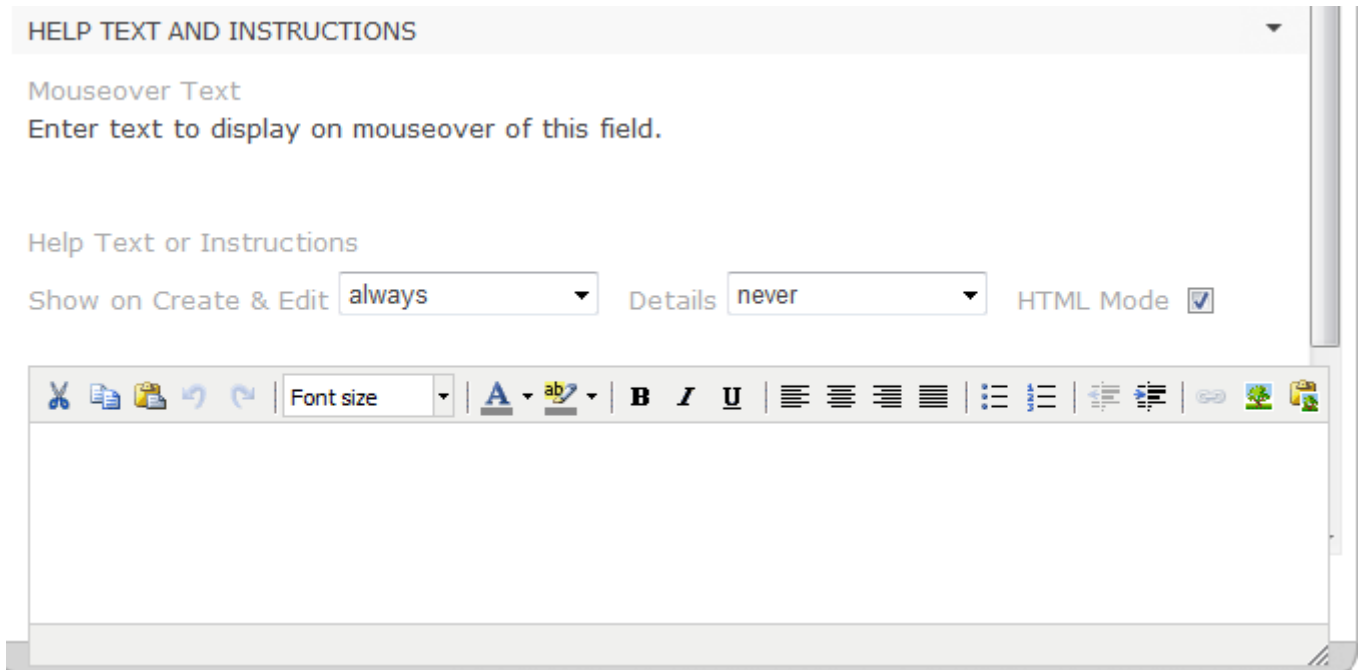 HELP TEXT AND INSTRUCTIONS
Mouseover Text
Enter text to display on mouseover of this field.
Help Text or Instructions
Show on Create & Edit always Details never HTML Mode
Font size A ab B I U